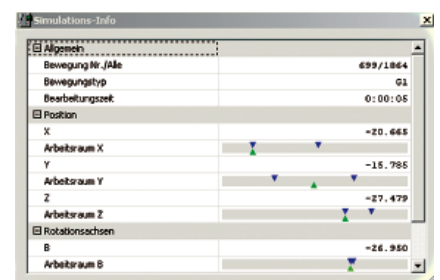 Simulations-Info
Allgemein
Bewegung Nr./Alle 699/1864
Bewegungstyp G1
Bearbeitungszeit 0:00:05
Position
X -20.665
Arbeitsraum X
Y -15.785
Arbeitsraum Y
Z -27.479
Arbeitsraum Z
Rotationsachsen
B -26.950
Arbeitsraum B